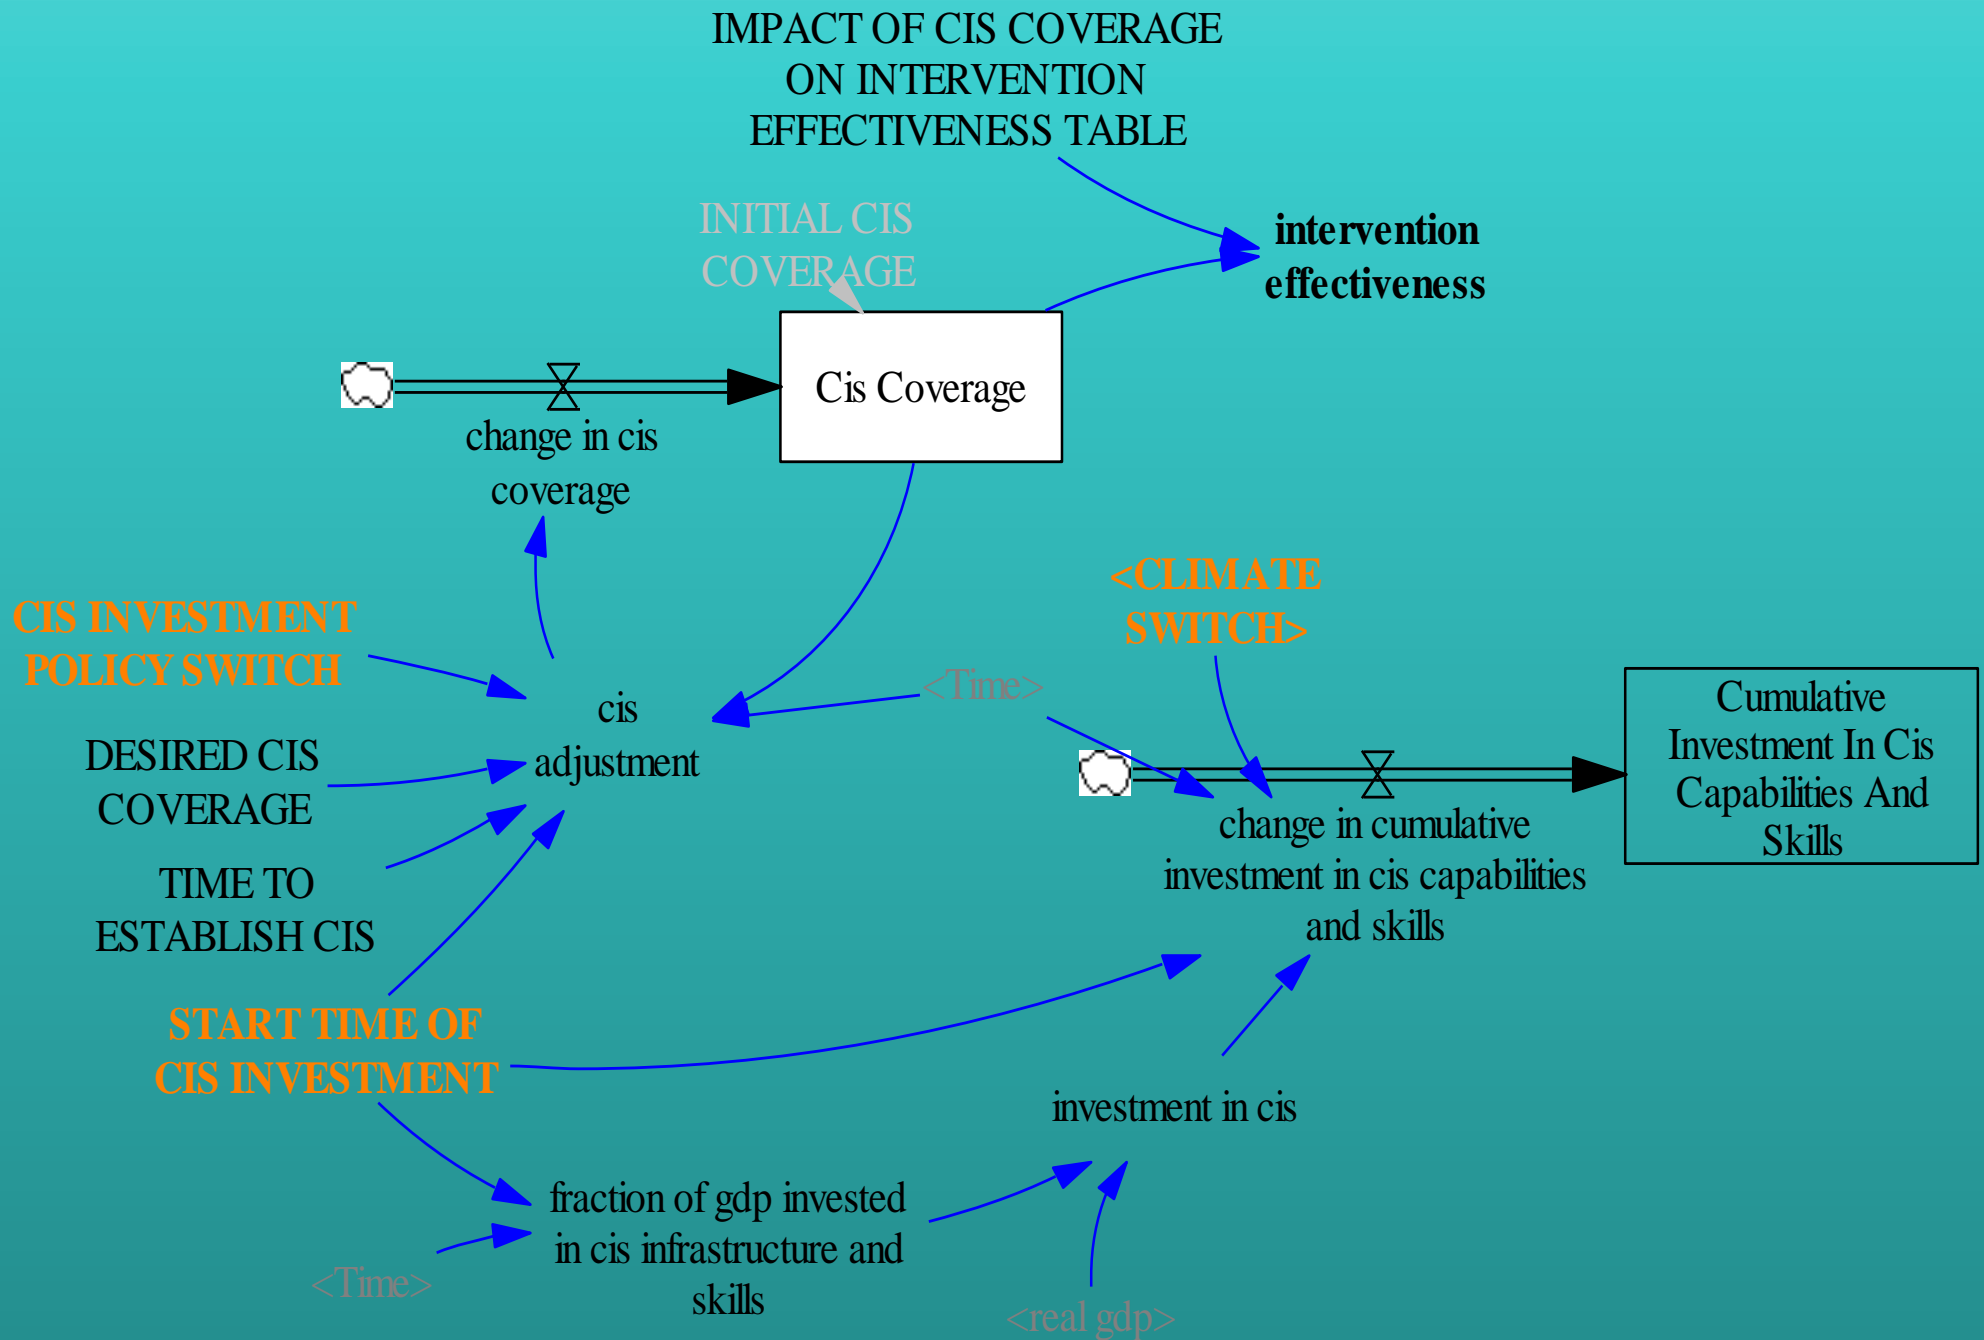 IMPACT OF CIS COVERAGE
ON INTERVENTION
EFFECTIVENESS TABLE
INITIAL CIS
COVERAGE
intervention
effectiveness
Cis Coverage
change in cis
coverage
<CLIMATE
SWITCH>
CIS INVESTMENT
POLICY SWITCH
<Time>
cis
adjustment
Cumulative
Investment In Cis
Capabilities And
Skills
DESIRED CIS
COVERAGE
change in cumulative
investment in cis capabilities
and skills
TIME TO
ESTABLISH CIS
START TIME OF
CIS INVESTMENT
investment in cis
fraction of gdp invested
in cis infrastructure and
skills
<Time>
<real gdp>